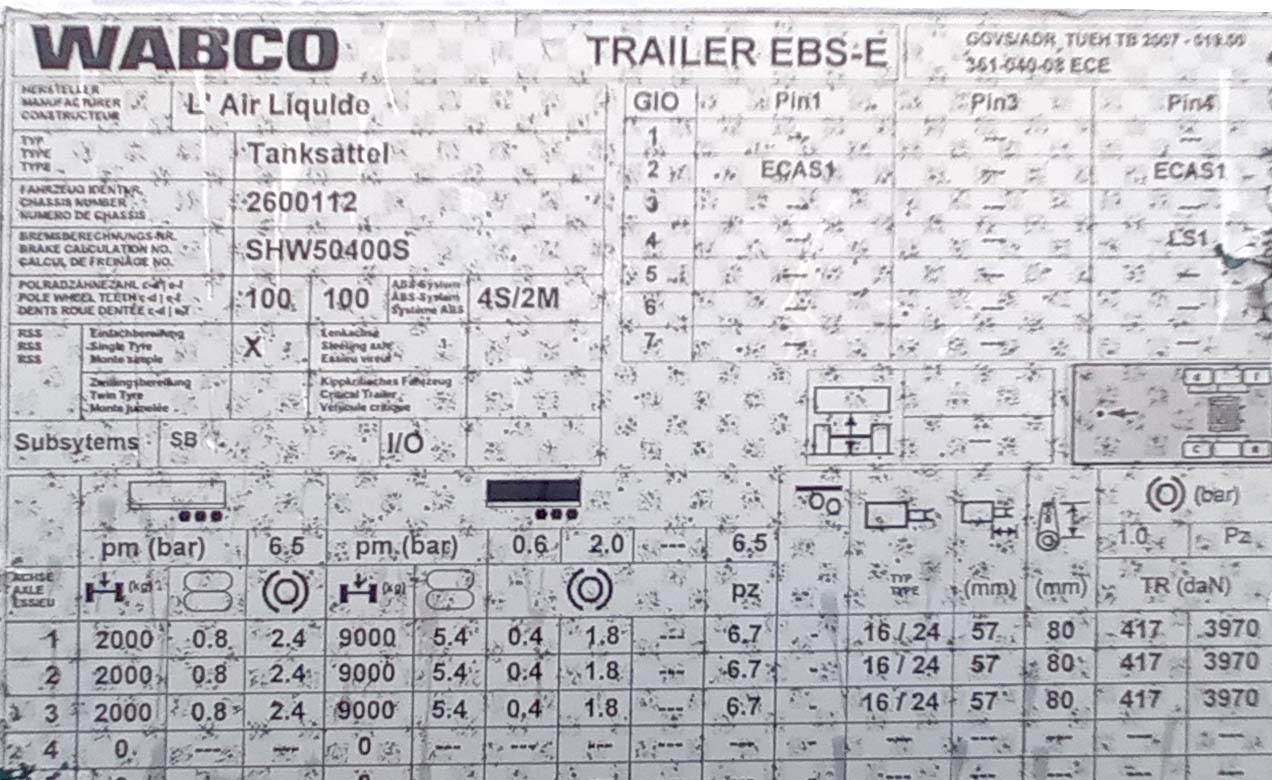 WABCO
TRAILER EBS-E
GGVS/ADR TUEH TB 2007 - 019.00
361-040-08 ECE
HERSTELLER
MANUFACTURER
CONSTRUCTEUR
L' Air Liquide
TYP
TYPE
TYPE
Tanksattel
FAHRZEUG IDENT.NR.
CHASSIS NUMBER
NUMERO DE CHASSIS
2600112
BREMSBERECHNUNGS-NR.
BRAKE CALCULATION NO.
CALCUL DE FREINAGE NO.
SHW50400S
POLRADZÄHNEZAHL c-d | e-f
POLE WHEEL TEETH c-d | e-f
DENTS ROUE DENTÉE c-d | e-f
100 100
ABS-System
ABS-System
Système ABS
4S/2M
RSS
RSS
RSS
Einfachbereifung
Single Tyre
Monte simple
X
Lenkachse
Steering axle
Essieu vireur
Zwillingsbereifung
Twin Tyre
Monte jumelée
Kippkritisches Fahrzeug
Critical Trailer
Véhicule critique
Subsytems SB I/O
GIO Pin1 Pin3 Pin4
1 --- --- ---
2 ECAS1 --- ECAS1
3 --- --- ---
4 --- --- LS1
5 --- --- ---
6 --- --- ---
7 --- --- ---
---
d f
c e
pm (bar) 6.5 pm (bar) 0.6 2.0 --- 6.5
(bar)
1.0 Pz
ACHSE
AXLE
ESSIEU
(kg) (kg) pz
TYP
TYPE
(mm) (mm) TR (daN)
1 2000 0.8 2.4 9000 5.4 0.4 1.8 --- 6.7 - 16 / 24 57 80 417 3970
2 2000 0.8 2.4 9000 5.4 0.4 1.8 --- 6.7 - 16 / 24 57 80 417 3970
3 2000 0.8 2.4 9000 5.4 0.4 1.8 --- 6.7 - 16 / 24 57 80 417 3970
4 0 --- --- 0 --- --- --- --- --- - --- --- --- --- ---